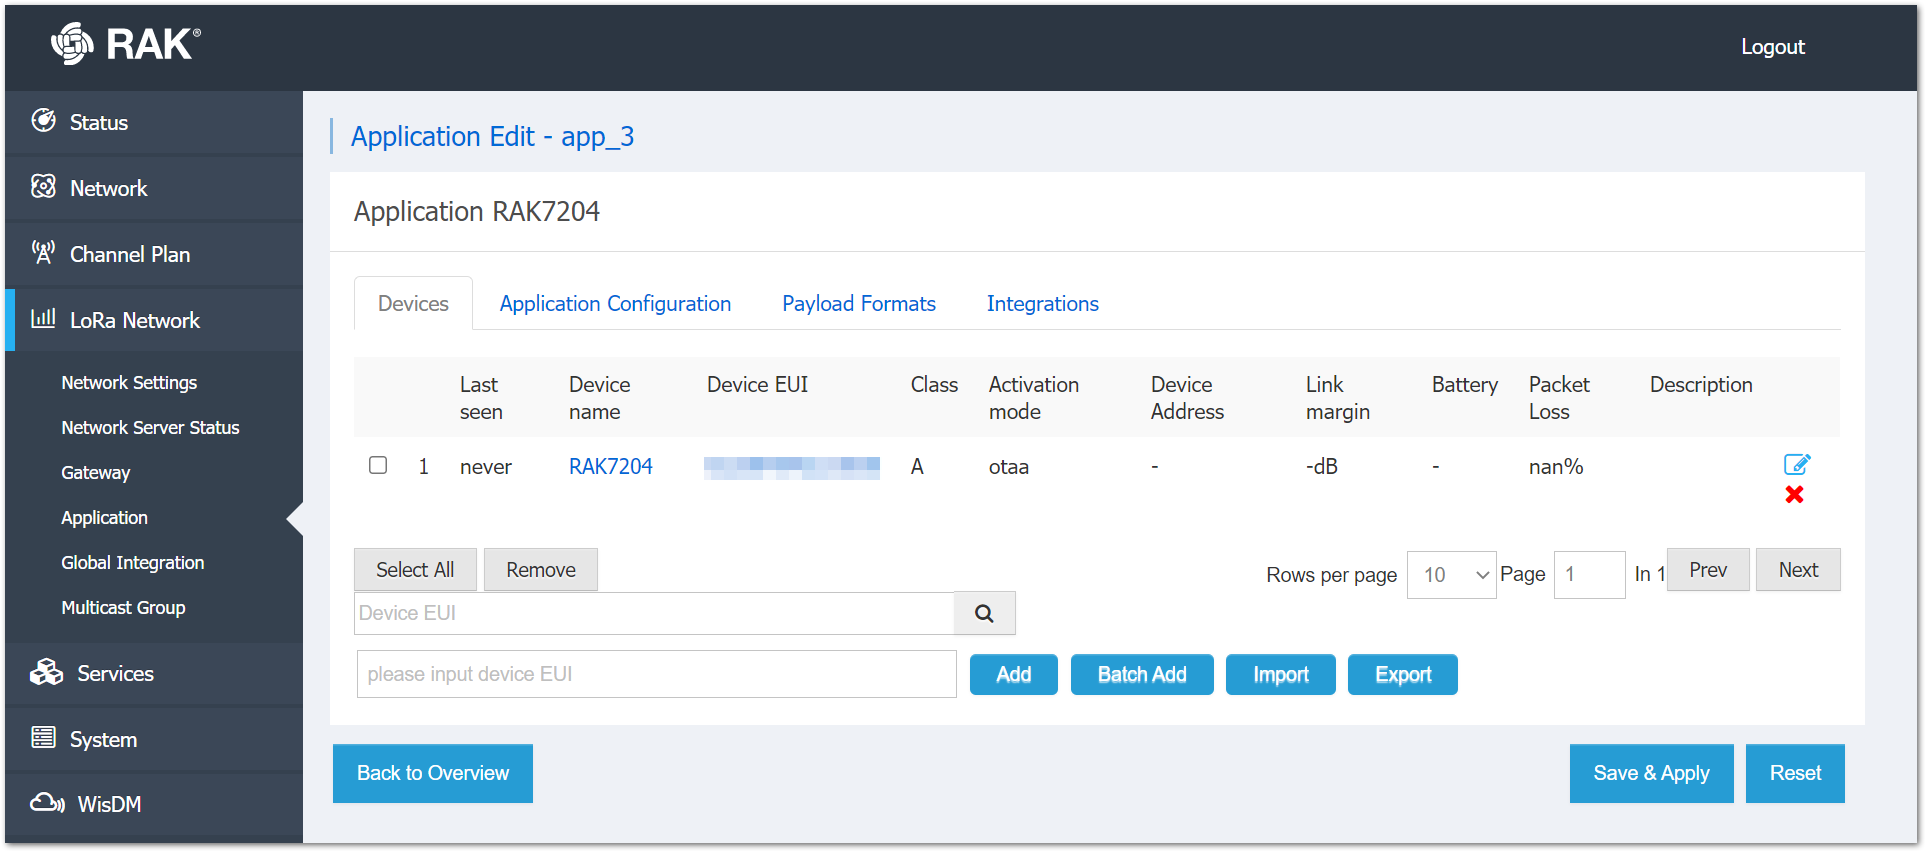 RAK®
Logout
Status
Network
Channel Plan
LoRa Network
Network Settings
Network Server Status
Gateway
Application
Global Integration
Multicast Group
Services
System
WisDM
Application Edit - app_3
Application RAK7204
Devices Application Configuration Payload Formats Integrations
Last seen Device name Device EUI Class Activation mode Device Address Link margin Battery Packet Loss Description
1 never RAK7204 A otaa - -dB - nan%
Select All Remove
Rows per page 10 Page 1 In 1 Prev Next
Device EUI
please input device EUI Add Batch Add Import Export
Back to Overview Save & Apply Reset